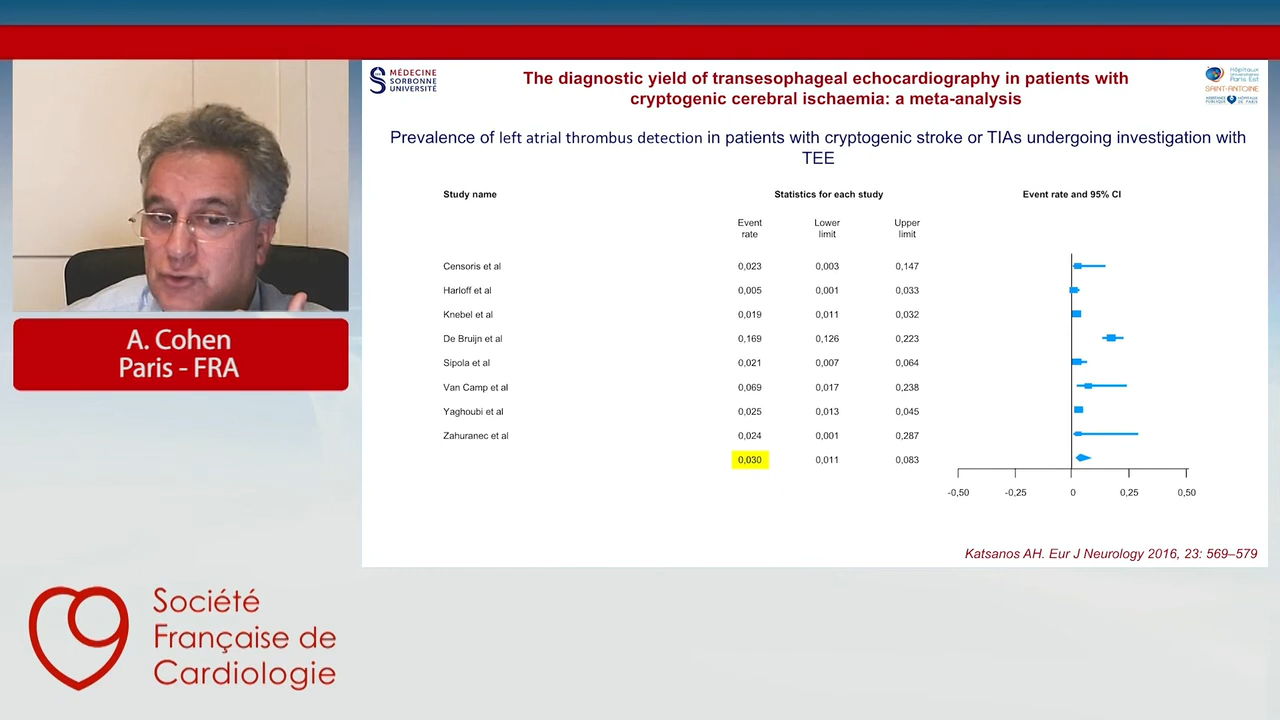 MÉDECINE
SORBONNE
UNIVERSITÉ
The diagnostic yield of transesophageal echocardiography in patients with
cryptogenic cerebral ischaemia: a meta-analysis
Hôpitaux
Universitaires
Paris Est
SAINT-ANTOINE
Prevalence of left atrial thrombus detection in patients with cryptogenic stroke or TIAs undergoing investigation with
TEE
Study name Statistics for each study Event rate and 95% CI
Event rate Lower limit Upper limit
Censoris et al 0,023 0,003 0,147
Harloff et al 0,005 0,001 0,033
Knebel et al 0,019 0,011 0,032
De Bruijn et al 0,169 0,126 0,223
Sipola et al 0,021 0,007 0,064
Van Camp et al 0,069 0,017 0,238
Yaghoubi et al 0,025 0,013 0,045
Zahuranec et al 0,024 0,001 0,287
0,030 0,011 0,083
-0,50 -0,25 0 0,25 0,50
Katsanos AH. Eur J Neurology 2016, 23: 569–579
A. Cohen
Paris - FRA
Société
Française de
Cardiologie